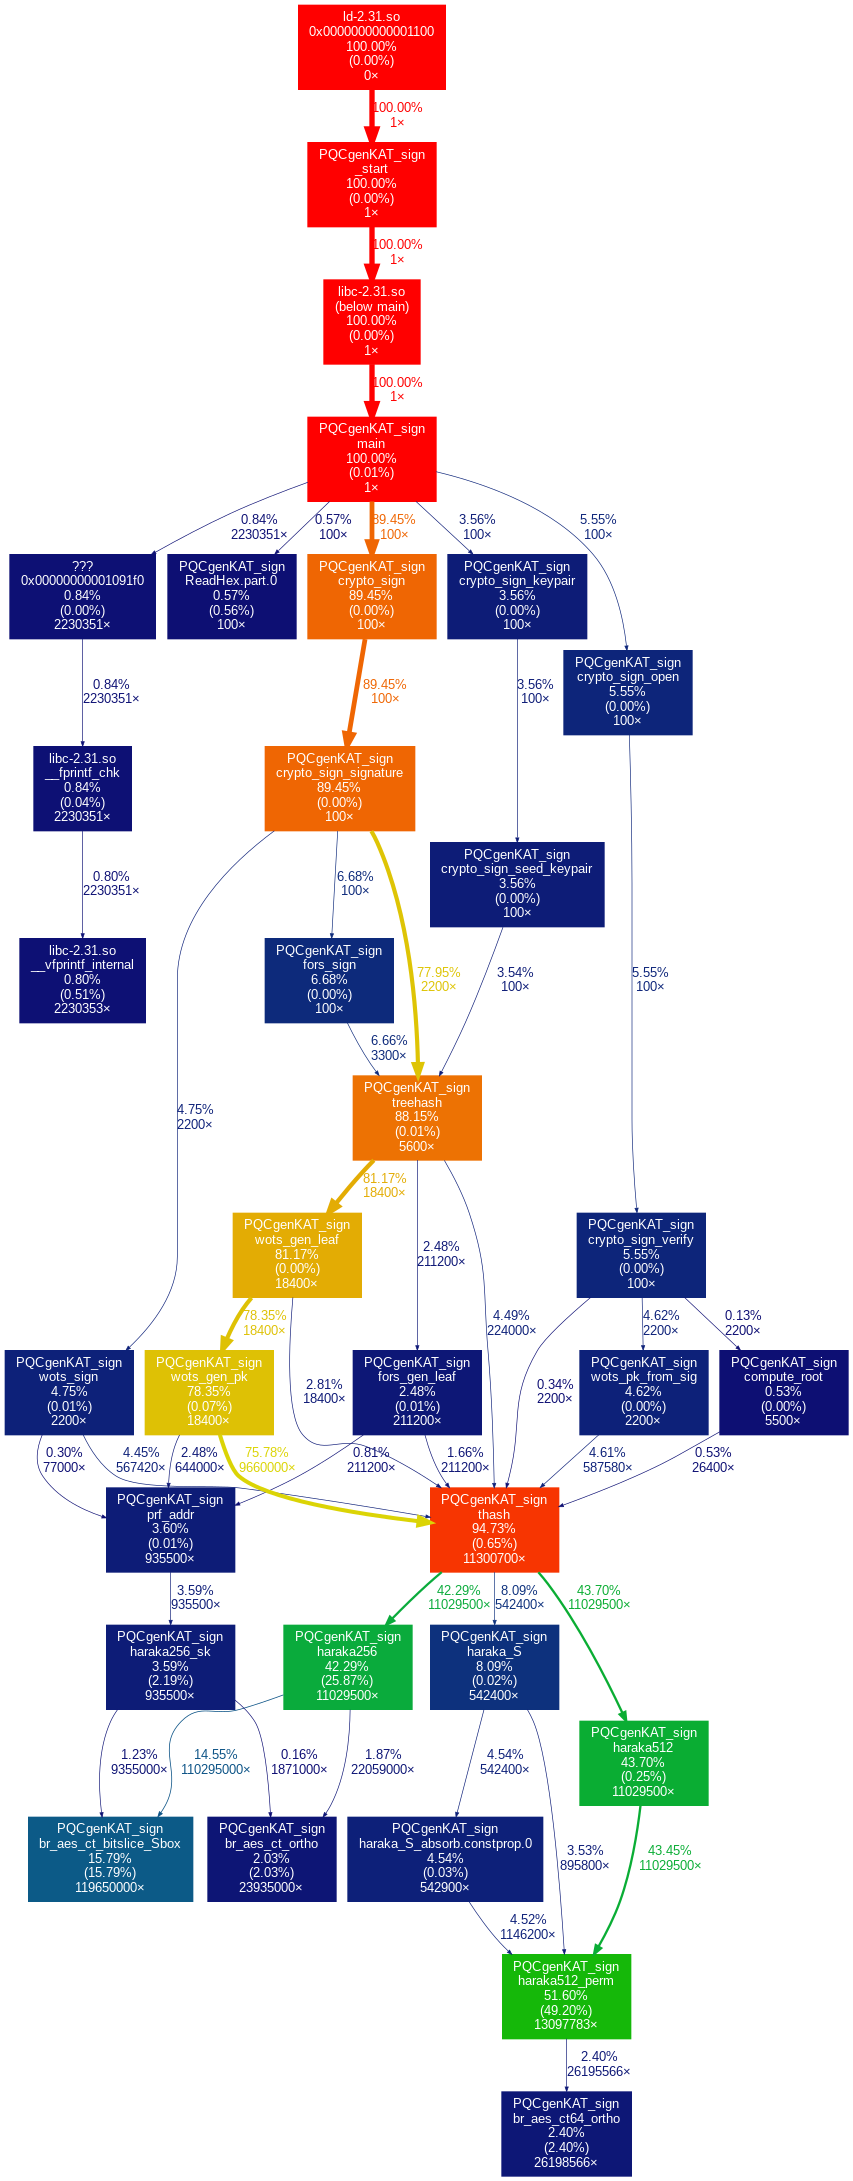 ld-2.31.so
0x0000000000001100
100.00%
(0.00%)
0×
100.00%
1×
PQCgenKAT_sign
_start
100.00%
(0.00%)
1×
100.00%
1×
libc-2.31.so
(below main)
100.00%
(0.00%)
1×
100.00%
1×
PQCgenKAT_sign
main
100.00%
(0.01%)
1×
0.84%
2230351×
0.57%
100×
89.45%
100×
3.56%
100×
5.55%
100×
???
0x00000000001091f0
0.84%
(0.00%)
2230351×
PQCgenKAT_sign
ReadHex.part.0
0.57%
(0.56%)
100×
PQCgenKAT_sign
crypto_sign
89.45%
(0.00%)
100×
PQCgenKAT_sign
crypto_sign_keypair
3.56%
(0.00%)
100×
PQCgenKAT_sign
crypto_sign_open
5.55%
(0.00%)
100×
0.84%
2230351×
89.45%
100×
3.56%
100×
libc-2.31.so
__fprintf_chk
0.84%
(0.04%)
2230351×
PQCgenKAT_sign
crypto_sign_signature
89.45%
(0.00%)
100×
PQCgenKAT_sign
crypto_sign_seed_keypair
3.56%
(0.00%)
100×
0.80%
2230351×
6.68%
100×
libc-2.31.so
__vfprintf_internal
0.80%
(0.51%)
2230353×
PQCgenKAT_sign
fors_sign
6.68%
(0.00%)
100×
77.95%
2200×
3.54%
100×
5.55%
100×
6.66%
3300×
4.75%
2200×
PQCgenKAT_sign
treehash
88.15%
(0.01%)
5600×
81.17%
18400×
2.48%
211200×
4.49%
224000×
PQCgenKAT_sign
wots_gen_leaf
81.17%
(0.00%)
18400×
PQCgenKAT_sign
crypto_sign_verify
5.55%
(0.00%)
100×
78.35%
18400×
2.81%
18400×
0.34%
2200×
4.62%
2200×
0.13%
2200×
PQCgenKAT_sign
wots_sign
4.75%
(0.01%)
2200×
PQCgenKAT_sign
wots_gen_pk
78.35%
(0.07%)
18400×
PQCgenKAT_sign
fors_gen_leaf
2.48%
(0.01%)
211200×
PQCgenKAT_sign
wots_pk_from_sig
4.62%
(0.00%)
2200×
PQCgenKAT_sign
compute_root
0.53%
(0.00%)
5500×
0.30%
77000×
4.45%
567420×
2.48%
644000×
75.78%
9660000×
0.81%
211200×
1.66%
211200×
4.61%
587580×
0.53%
26400×
PQCgenKAT_sign
prf_addr
3.60%
(0.01%)
935500×
PQCgenKAT_sign
thash
94.73%
(0.65%)
11300700×
3.59%
935500×
42.29%
11029500×
8.09%
542400×
43.70%
11029500×
PQCgenKAT_sign
haraka256_sk
3.59%
(2.19%)
935500×
PQCgenKAT_sign
haraka256
42.29%
(25.87%)
11029500×
PQCgenKAT_sign
haraka_S
8.09%
(0.02%)
542400×
PQCgenKAT_sign
haraka512
43.70%
(0.25%)
11029500×
1.23%
9355000×
14.55%
110295000×
0.16%
1871000×
1.87%
22059000×
4.54%
542400×
3.53%
895800×
43.45%
11029500×
PQCgenKAT_sign
br_aes_ct_bitslice_Sbox
15.79%
(15.79%)
119650000×
PQCgenKAT_sign
br_aes_ct_ortho
2.03%
(2.03%)
23935000×
PQCgenKAT_sign
haraka_S_absorb.constprop.0
4.54%
(0.03%)
542900×
4.52%
1146200×
PQCgenKAT_sign
haraka512_perm
51.60%
(49.20%)
13097783×
2.40%
26195566×
PQCgenKAT_sign
br_aes_ct64_ortho
2.40%
(2.40%)
26198566×